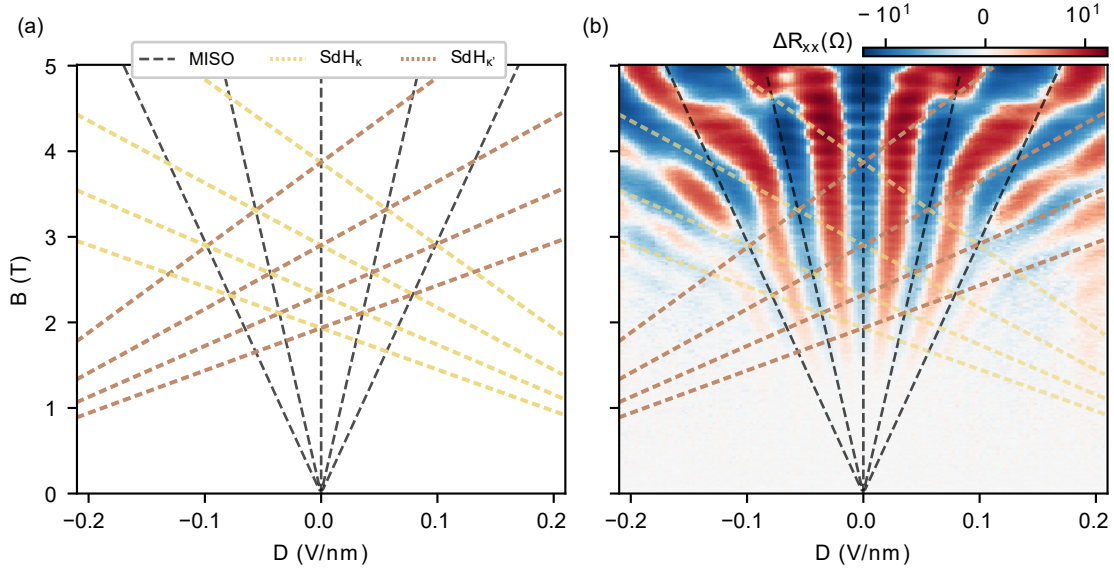 (a)
MISO SdHκ SdHκ'
5
4
3
2
1
0
B (T)
−0.2 −0.1 0.0 0.1 0.2
D (V/nm)
(b)
ΔRxx(Ω)
−10¹ 0 10¹
−0.2 −0.1 0.0 0.1 0.2
D (V/nm)